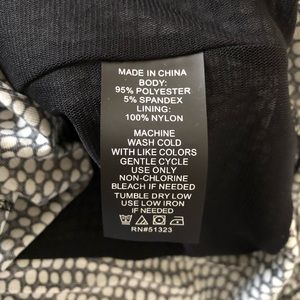 MADE IN CHINA
BODY:
95% POLYESTER
5% SPANDEX
LINING:
100% NYLON
MACHINE
WASH COLD
WITH LIKE COLORS
GENTLE CYCLE
USE ONLY
NON-CHLORINE
BLEACH IF NEEDED
TUMBLE DRY LOW
USE LOW IRON
IF NEEDED
RN#51323